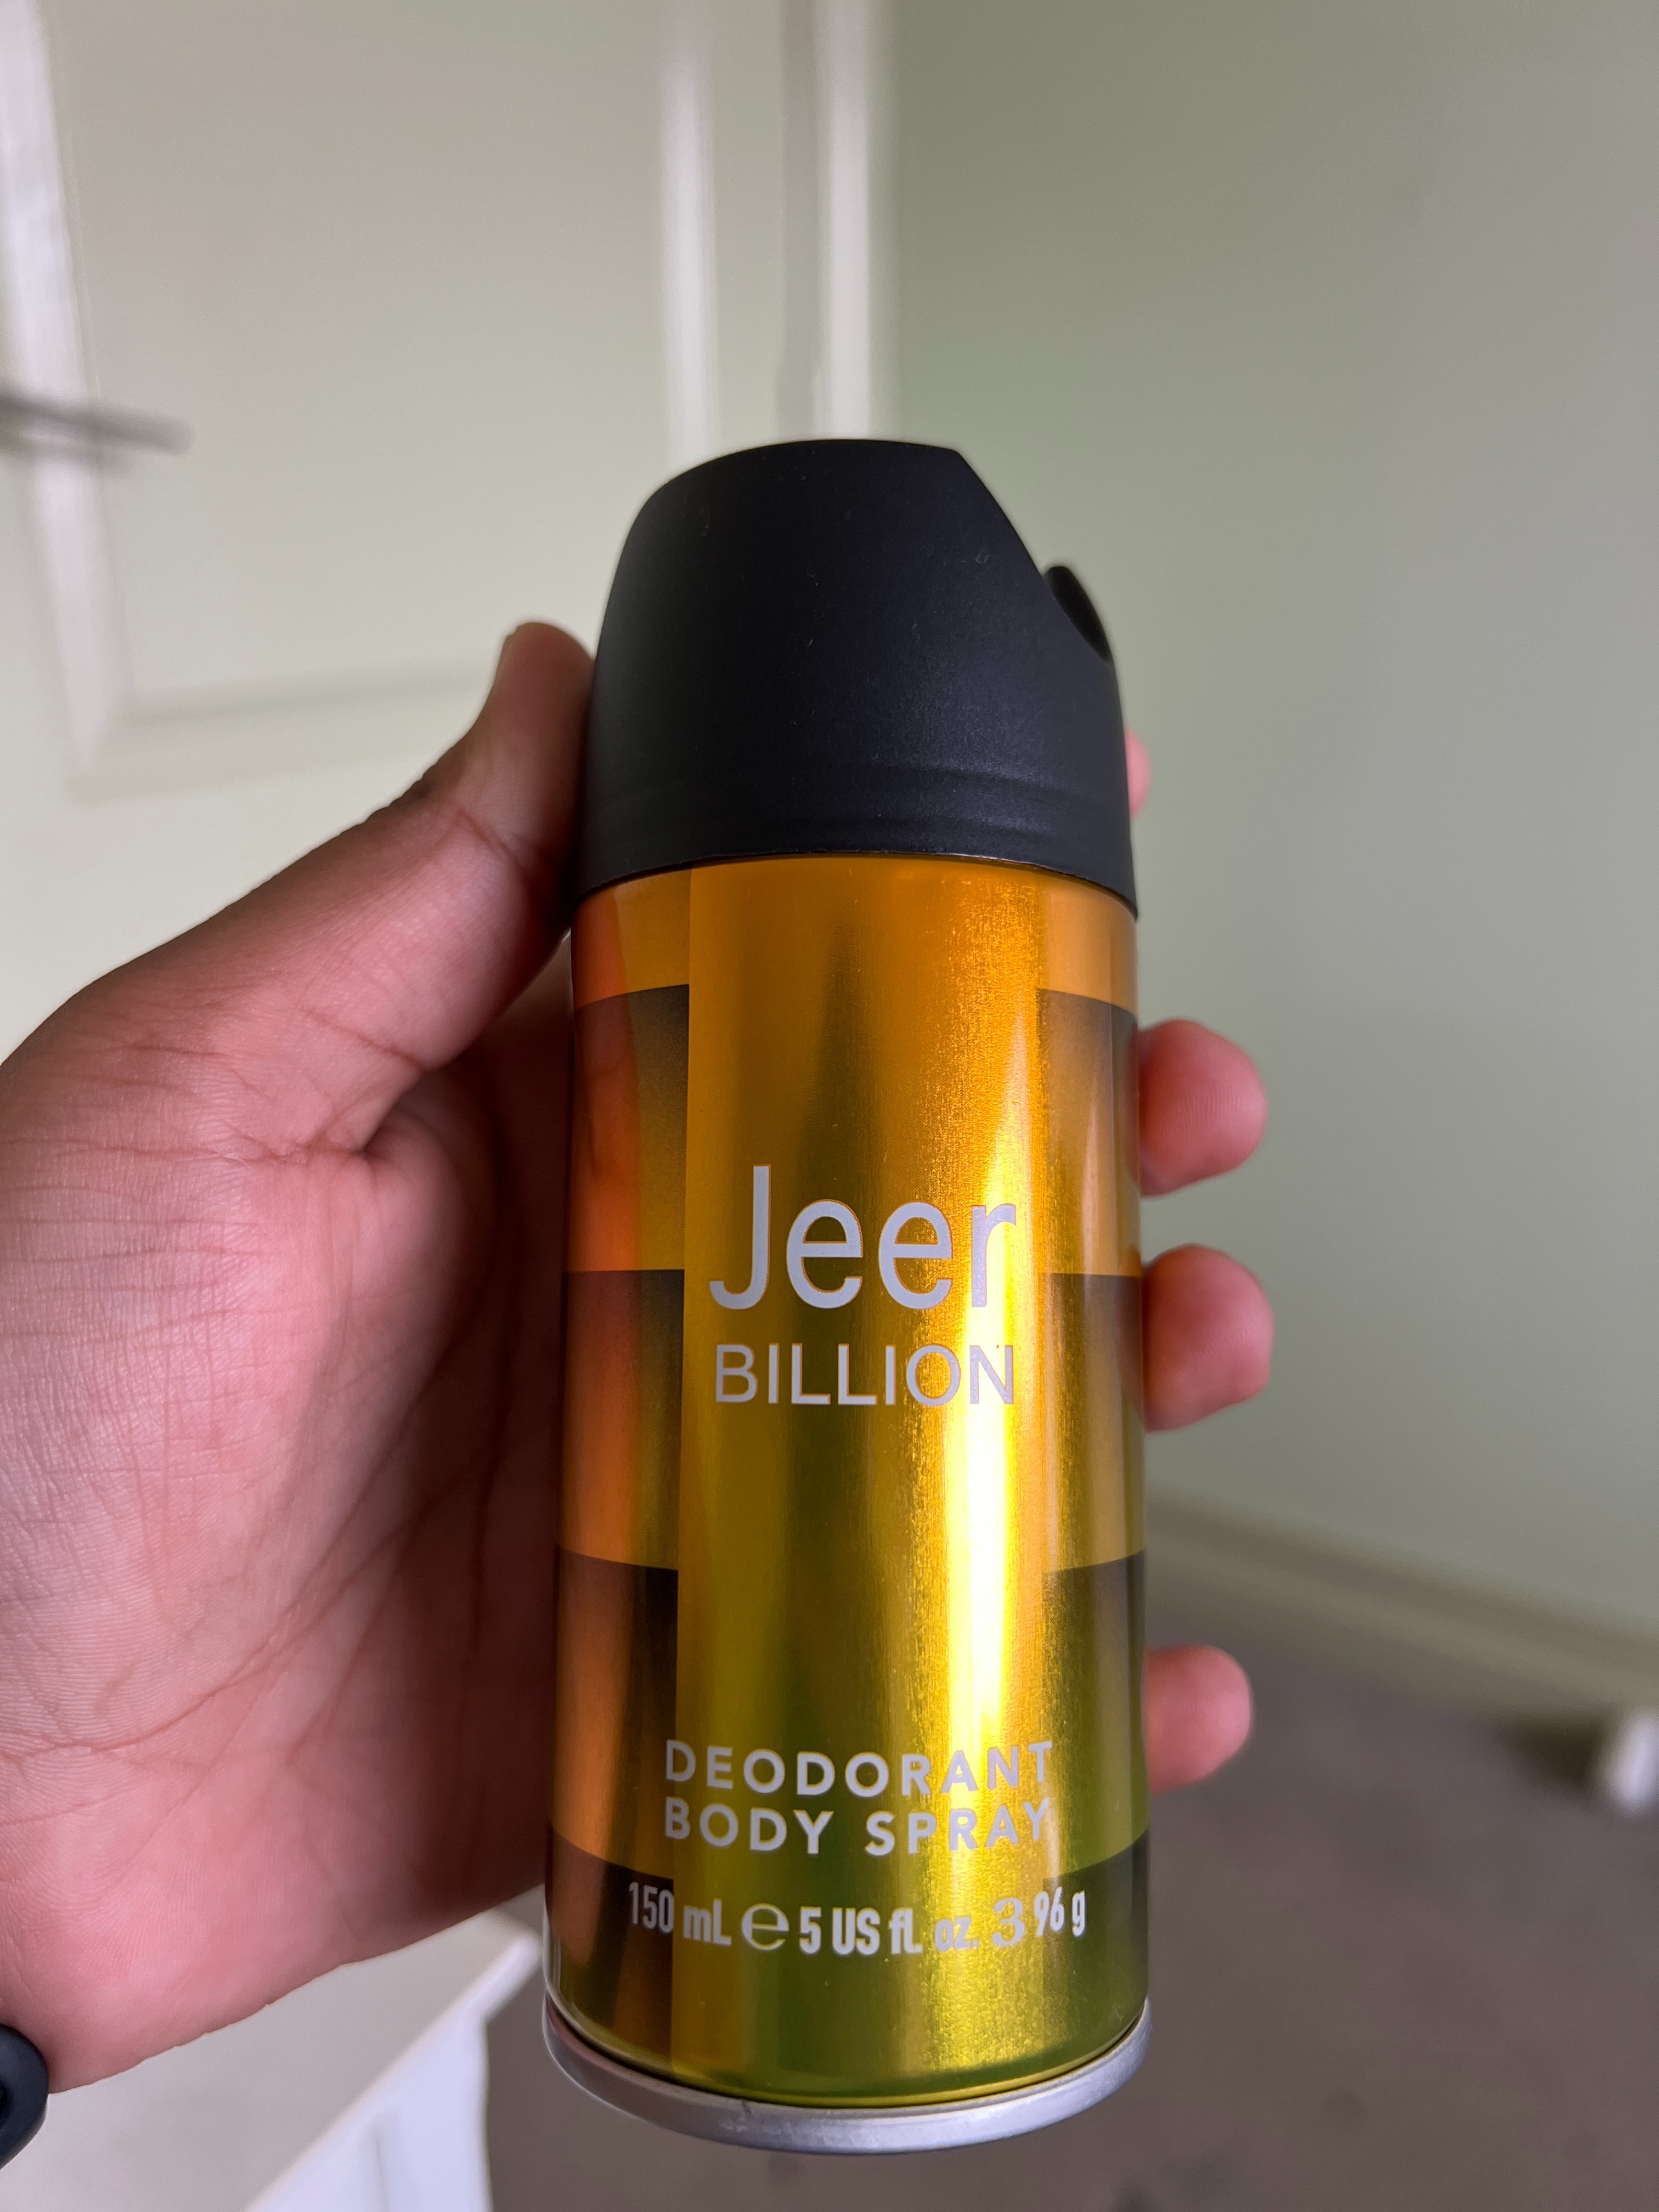 Jeer
BILLION
DEODORANT
BODY SPRAY
150 mL ℮ 5 US fl. oz. 3 96 g